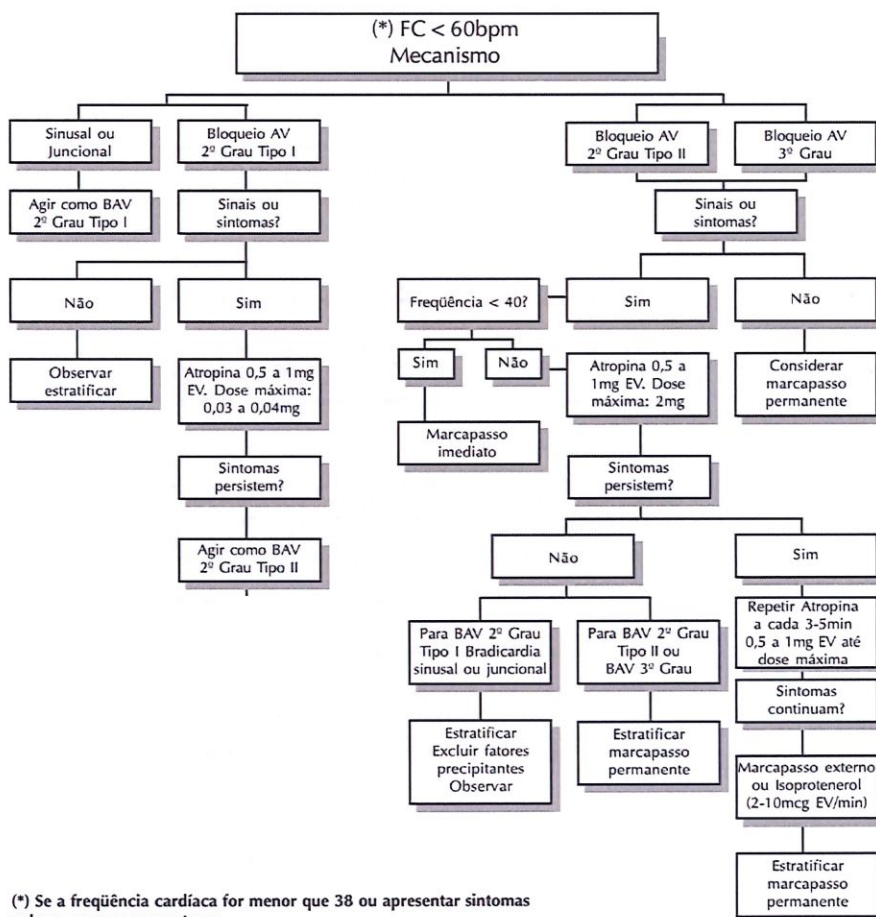 (*) FC < 60bpm
Mecanismo
Sinusal ou
Juncional
Bloqueio AV
2º Grau Tipo I
Bloqueio AV
2º Grau Tipo II
Bloqueio AV
3º Grau
Agir como BAV
2º Grau Tipo I
Sinais ou
sintomas?
Sinais ou
sintomas?
Não
Sim
Freqüência < 40?
Sim
Não
Observar
estratificar
Atropina 0,5 a 1mg
EV. Dose máxima:
0,03 a 0,04mg
Sim
Não
Atropina 0,5 a
1mg EV. Dose
máxima: 2mg
Considerar
marcapasso
permanente
Marcapasso
imediato
Sintomas
persistem?
Sintomas
persistem?
Agir como BAV
2º Grau Tipo II
Não
Sim
Para BAV 2º Grau
Tipo I Bradicardia
sinusal ou juncional
Para BAV 2º Grau
Tipo II ou
BAV 3º Grau
Repetir Atropina
a cada 3-5min
0,5 a 1mg EV até
dose máxima
Sintomas
continuam?
Estratificar
Excluir fatores
precipitantes
Observar
Estratificar
marcapasso
permanente
Marcapasso externo
ou Isoprotenerol
(2-10mcg EV/min)
Estratificar
marcapasso
permanente
(*) Se a freqüência cardíaca for menor que 38 ou apresentar sintomas